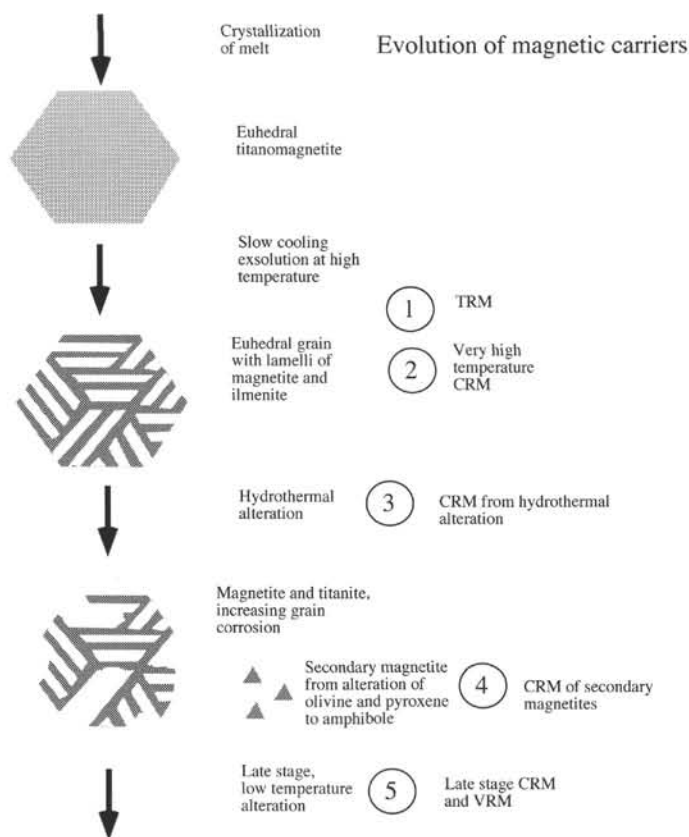 Crystallization
of melt
Evolution of magnetic carriers
Euhedral
titanomagnetite
Slow cooling
exsolution at high
temperature
1
TRM
Euhedral grain
with lamelli of
magnetite and
ilmenite
2
Very high
temperature
CRM
Hydrothermal
alteration
3
CRM from hydrothermal
alteration
Magnetite and titanite,
increasing grain
corrosion
Secondary magnetite
from alteration of
olivine and pyroxene
to amphibole
4
CRM of secondary
magnetites
Late stage,
low temperature
alteration
5
Late stage CRM
and VRM